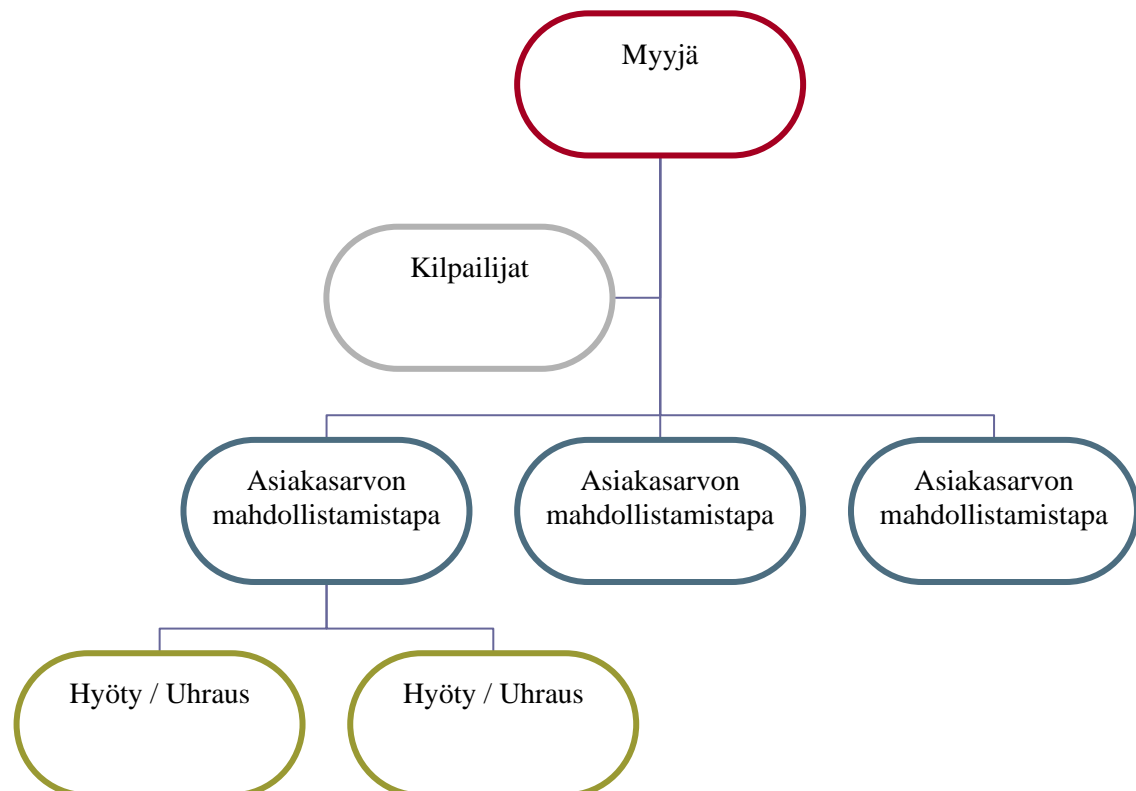 Myyjä
Kilpailijat
Asiakasarvon
mahdollistamistapa
Asiakasarvon
mahdollistamistapa
Asiakasarvon
mahdollistamistapa
Hyöty / Uhraus
Hyöty / Uhraus